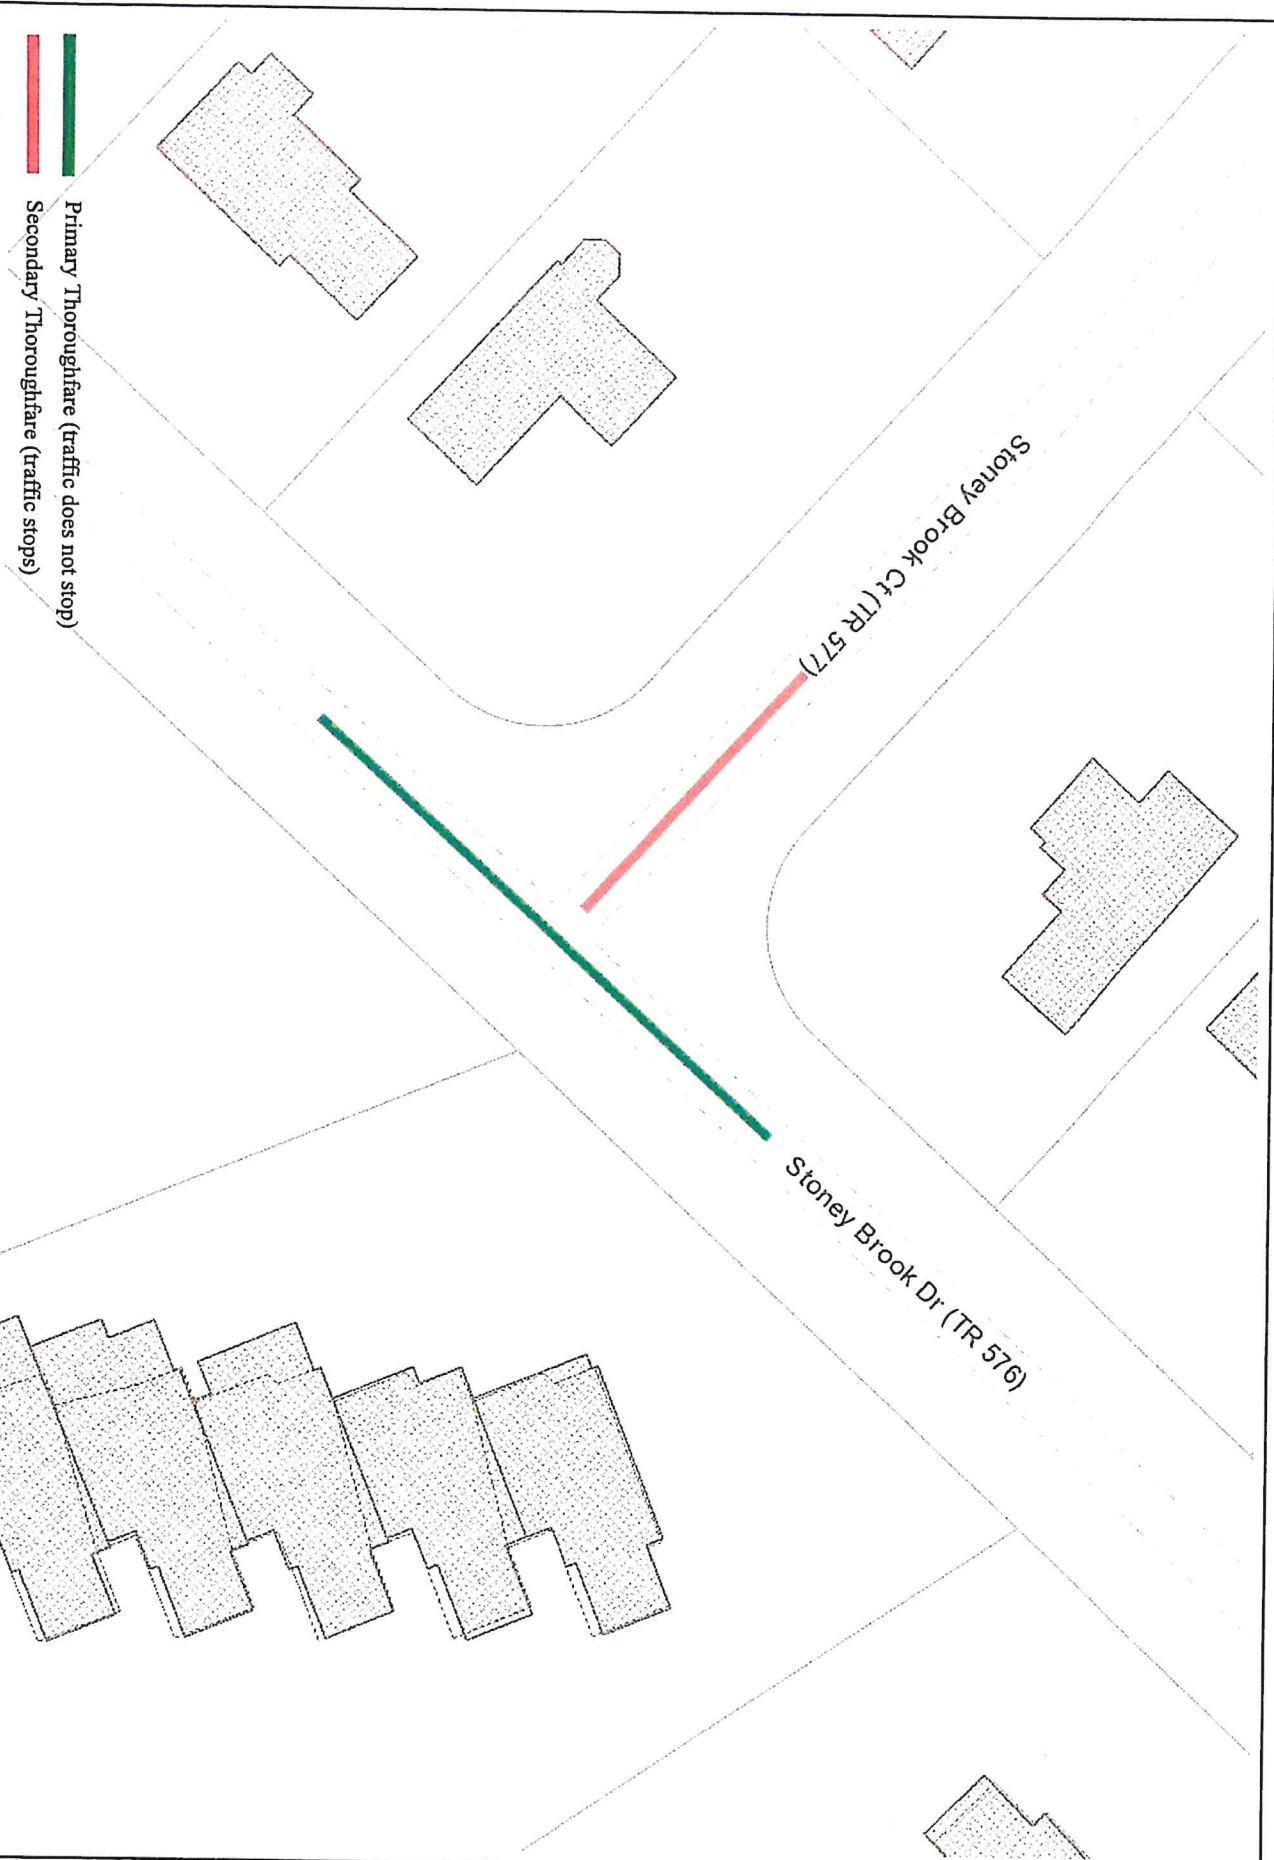 Stoney Brook Ct (TR 577)
Stoney Brook Dr (TR 576)
Primary Thoroughfare (traffic does not stop)
Secondary Thoroughfare (traffic stops)